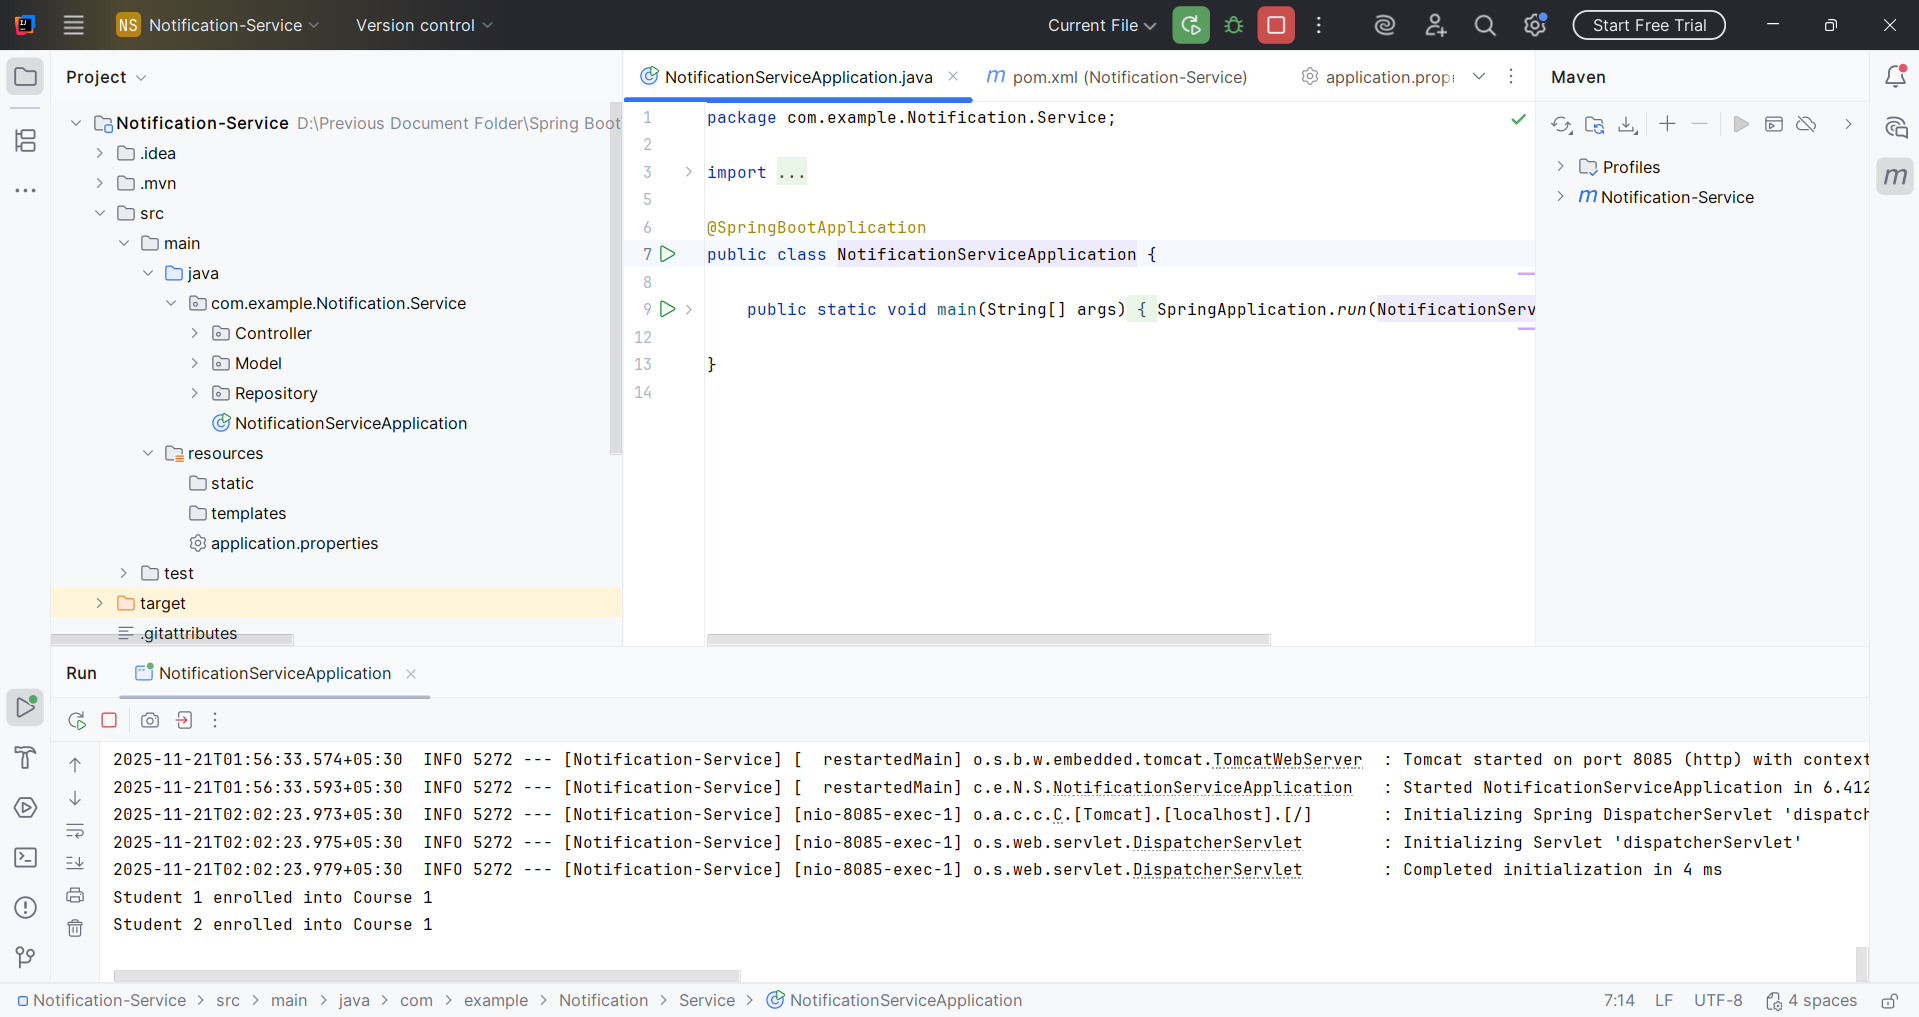 NS Notification-Service Version control Current File Start Free Trial
Project
Notification-Service D:\Previous Document Folder\Spring Boot
.idea
.mvn
src
main
java
com.example.Notification.Service
Controller
Model
Repository
NotificationServiceApplication
resources
static
templates
application.properties
test
target
.gitattributes
NotificationServiceApplication.java pom.xml (Notification-Service) application.prop
1 package com.example.Notification.Service;
2
3 import ...
5
6 @SpringBootApplication
7 public class NotificationServiceApplication {
8
9 public static void main(String[] args) { SpringApplication.run(NotificationServ
12
13 }
14
Maven
Profiles
Notification-Service
Run NotificationServiceApplication
2025-11-21T01:56:33.574+05:30  INFO 5272 --- [Notification-Service] [  restartedMain] o.s.b.w.embedded.tomcat.TomcatWebServer  : Tomcat started on port 8085 (http) with context
2025-11-21T01:56:33.593+05:30  INFO 5272 --- [Notification-Service] [  restartedMain] c.e.N.S.NotificationServiceApplication   : Started NotificationServiceApplication in 6.412
2025-11-21T02:02:23.973+05:30  INFO 5272 --- [Notification-Service] [nio-8085-exec-1] o.a.c.c.C.[Tomcat].[localhost].[/]       : Initializing Spring DispatcherServlet 'dispatch
2025-11-21T02:02:23.975+05:30  INFO 5272 --- [Notification-Service] [nio-8085-exec-1] o.s.web.servlet.DispatcherServlet        : Initializing Servlet 'dispatcherServlet'
2025-11-21T02:02:23.979+05:30  INFO 5272 --- [Notification-Service] [nio-8085-exec-1] o.s.web.servlet.DispatcherServlet        : Completed initialization in 4 ms
Student 1 enrolled into Course 1
Student 2 enrolled into Course 1
Notification-Service > src > main > java > com > example > Notification > Service > NotificationServiceApplication 7:14 LF UTF-8 4 spaces